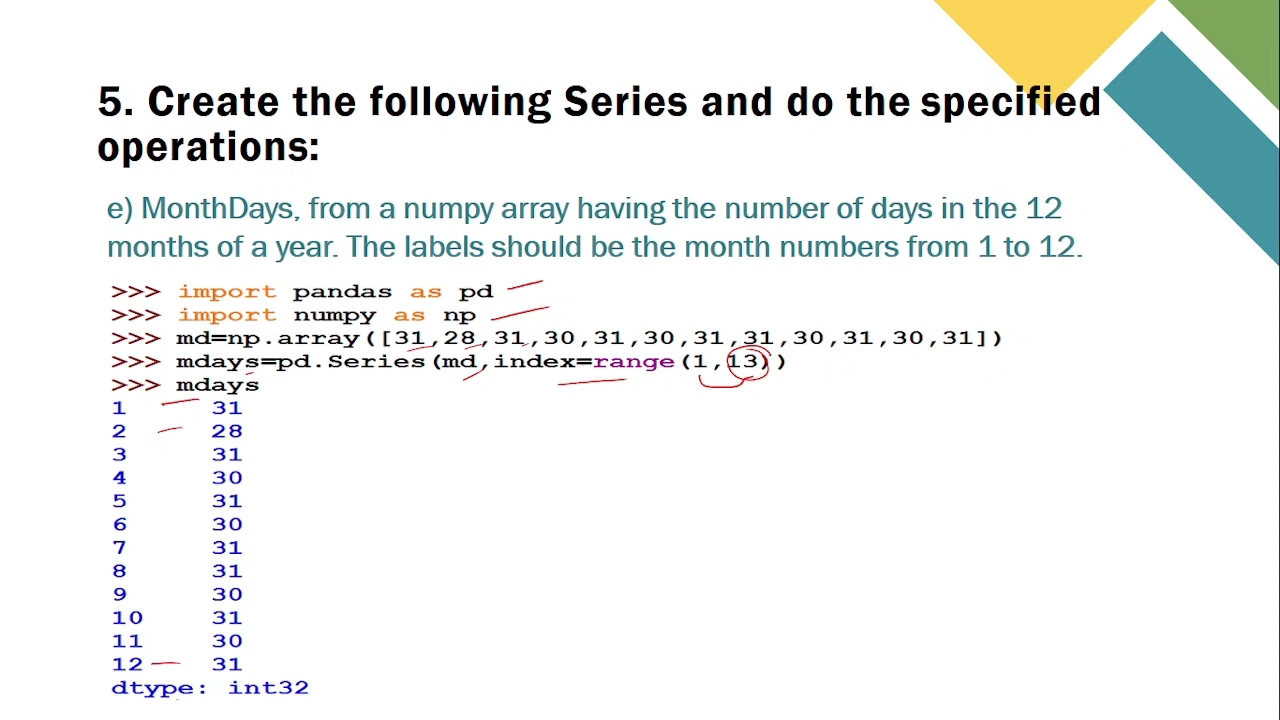 5. Create the following Series and do the specified
operations:
e) MonthDays, from a numpy array having the number of days in the 12
months of a year. The labels should be the month numbers from 1 to 12.
>>> import pandas as pd
>>> import numpy as np
>>> md=np.array([31,28,31,30,31,30,31,31,30,31,30,31])
>>> mdays=pd.Series(md,index=range(1,13))
>>> mdays
1 31
2 28
3 31
4 30
5 31
6 30
7 31
8 31
9 30
10 31
11 30
12 31
dtype: int32